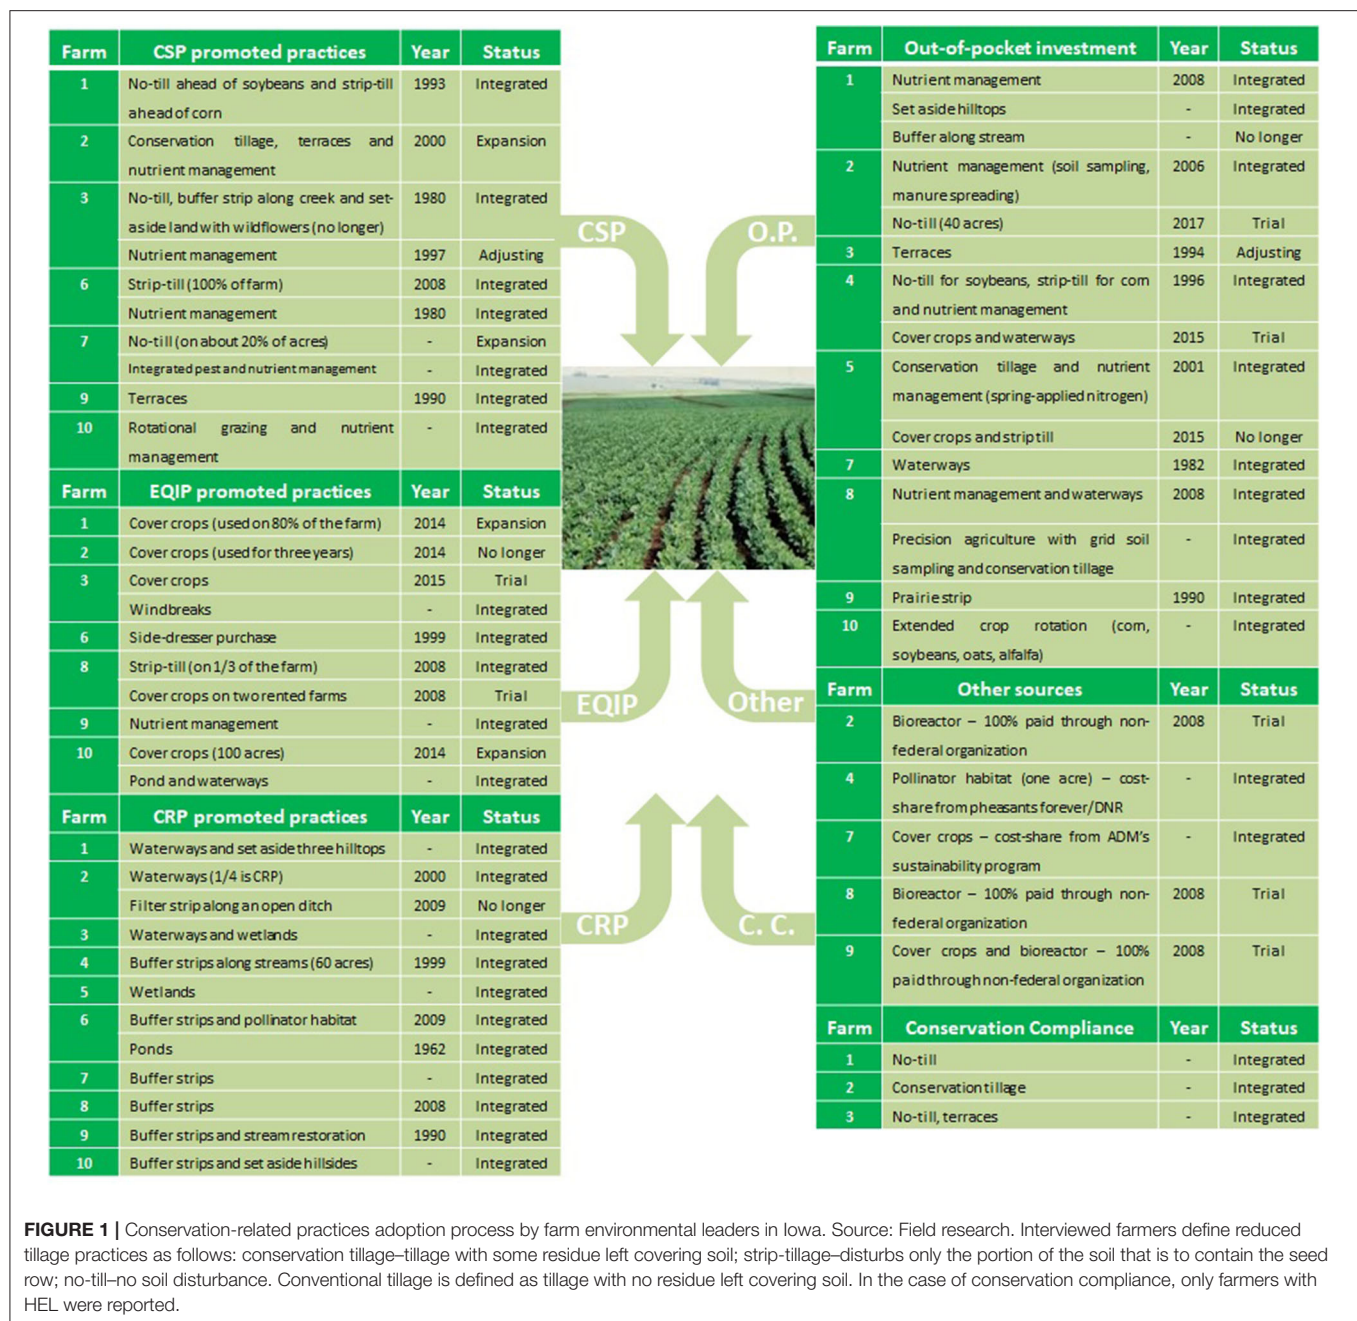 Farm CSP promoted practices Year Status
1 No-till ahead of soybeans and strip-till 1993 Integrated
ahead of corn
2 Conservation tillage, terraces and 2000 Expansion
nutrient management
3 No-till, buffer strip along creek and set- 1980 Integrated
aside land with wildflowers (no longer)
Nutrient management 1997 Adjusting
6 Strip-till (100% of farm) 2008 Integrated
Nutrient management 1980 Integrated
7 No-till (on about 20% of acres) - Expansion
Integrated pest and nutrient management - Integrated
9 Terraces 1990 Integrated
10 Rotational grazing and nutrient - Integrated
management
Farm EQIP promoted practices Year Status
1 Cover crops (used on 80% of the farm) 2014 Expansion
2 Cover crops (used for three years) 2014 No longer
3 Cover crops 2015 Trial
Windbreaks - Integrated
6 Side-dresser purchase 1999 Integrated
8 Strip-till (on 1/3 of the farm) 2008 Integrated
Cover crops on two rented farms 2008 Trial
9 Nutrient management - Integrated
10 Cover crops (100 acres) 2014 Expansion
Pond and waterways - Integrated
Farm CRP promoted practices Year Status
1 Waterways and set aside three hilltops - Integrated
2 Waterways (1/4 is CRP) 2000 Integrated
Filter strip along an open ditch 2009 No longer
3 Waterways and wetlands - Integrated
4 Buffer strips along streams (60 acres) 1999 Integrated
5 Wetlands - Integrated
6 Buffer strips and pollinator habitat 2009 Integrated
Ponds 1962 Integrated
7 Buffer strips - Integrated
8 Buffer strips 2008 Integrated
9 Buffer strips and stream restoration 1990 Integrated
10 Buffer strips and set aside hillsides - Integrated
CSP O.P.
EQIP Other
CRP C. C.
Farm Out-of-pocket investment Year Status
1 Nutrient management 2008 Integrated
Set aside hilltops - Integrated
Buffer along stream - No longer
2 Nutrient management (soil sampling, 2006 Integrated
manure spreading)
No-till (40 acres) 2017 Trial
3 Terraces 1994 Adjusting
4 No-till for soybeans, strip-till for corn 1996 Integrated
and nutrient management
Cover crops and waterways 2015 Trial
5 Conservation tillage and nutrient 2001 Integrated
management (spring-applied nitrogen)
Cover crops and strip till 2015 No longer
7 Waterways 1982 Integrated
8 Nutrient management and waterways 2008 Integrated
Precision agriculture with grid soil - Integrated
sampling and conservation tillage
9 Prairie strip 1990 Integrated
10 Extended crop rotation (corn, - Integrated
soybeans, oats, alfalfa)
Farm Other sources Year Status
2 Bioreactor – 100% paid through non- 2008 Trial
federal organization
4 Pollinator habitat (one acre) – cost- - Integrated
share from pheasants forever/DNR
7 Cover crops – cost-share from ADM's - Integrated
sustainability program
8 Bioreactor – 100% paid through non- 2008 Trial
federal organization
9 Cover crops and bioreactor – 100% 2008 Trial
paid through non-federal organization
Farm Conservation Compliance Year Status
1 No-till - Integrated
2 Conservation tillage - Integrated
3 No-till, terraces - Integrated
FIGURE 1 | Conservation-related practices adoption process by farm environmental leaders in Iowa. Source: Field research. Interviewed farmers define reduced
tillage practices as follows: conservation tillage–tillage with some residue left covering soil; strip-tillage–disturbs only the portion of the soil that is to contain the seed
row; no-till–no soil disturbance. Conventional tillage is defined as tillage with no residue left covering soil. In the case of conservation compliance, only farmers with
HEL were reported.